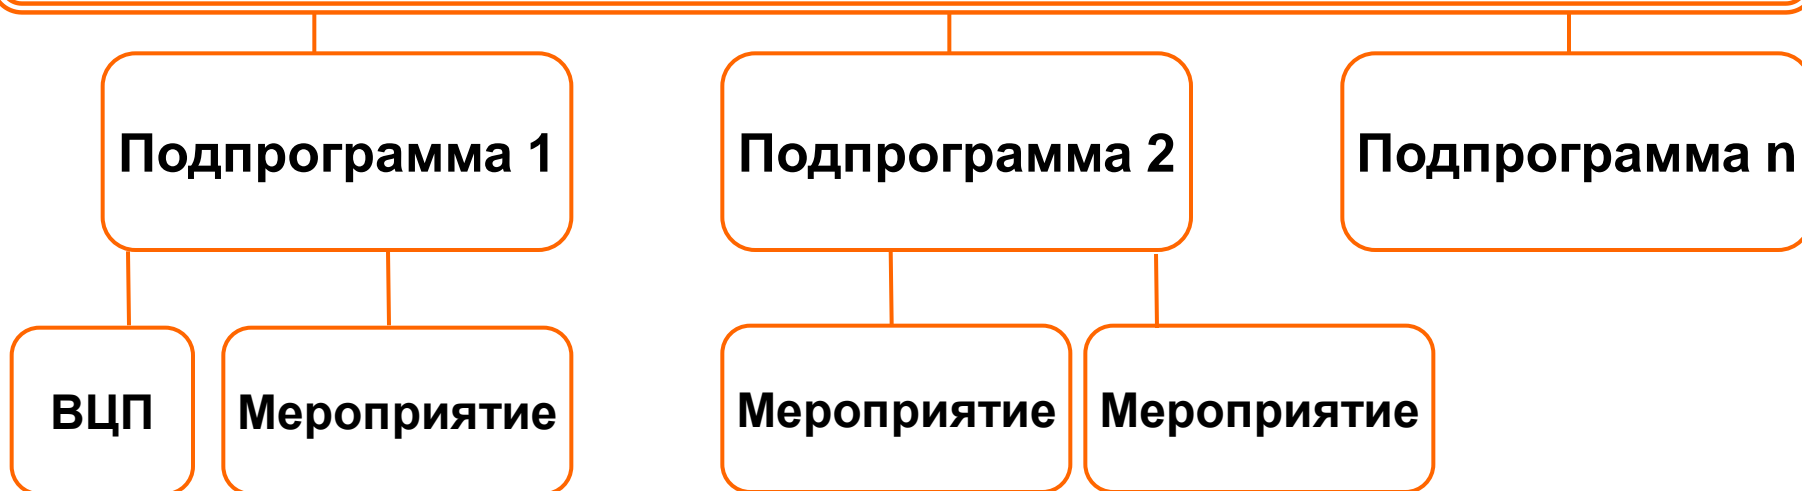 Подпрограмма 1
Подпрограмма 2
Подпрограмма n
ВЦП
Мероприятие
Мероприятие
Мероприятие